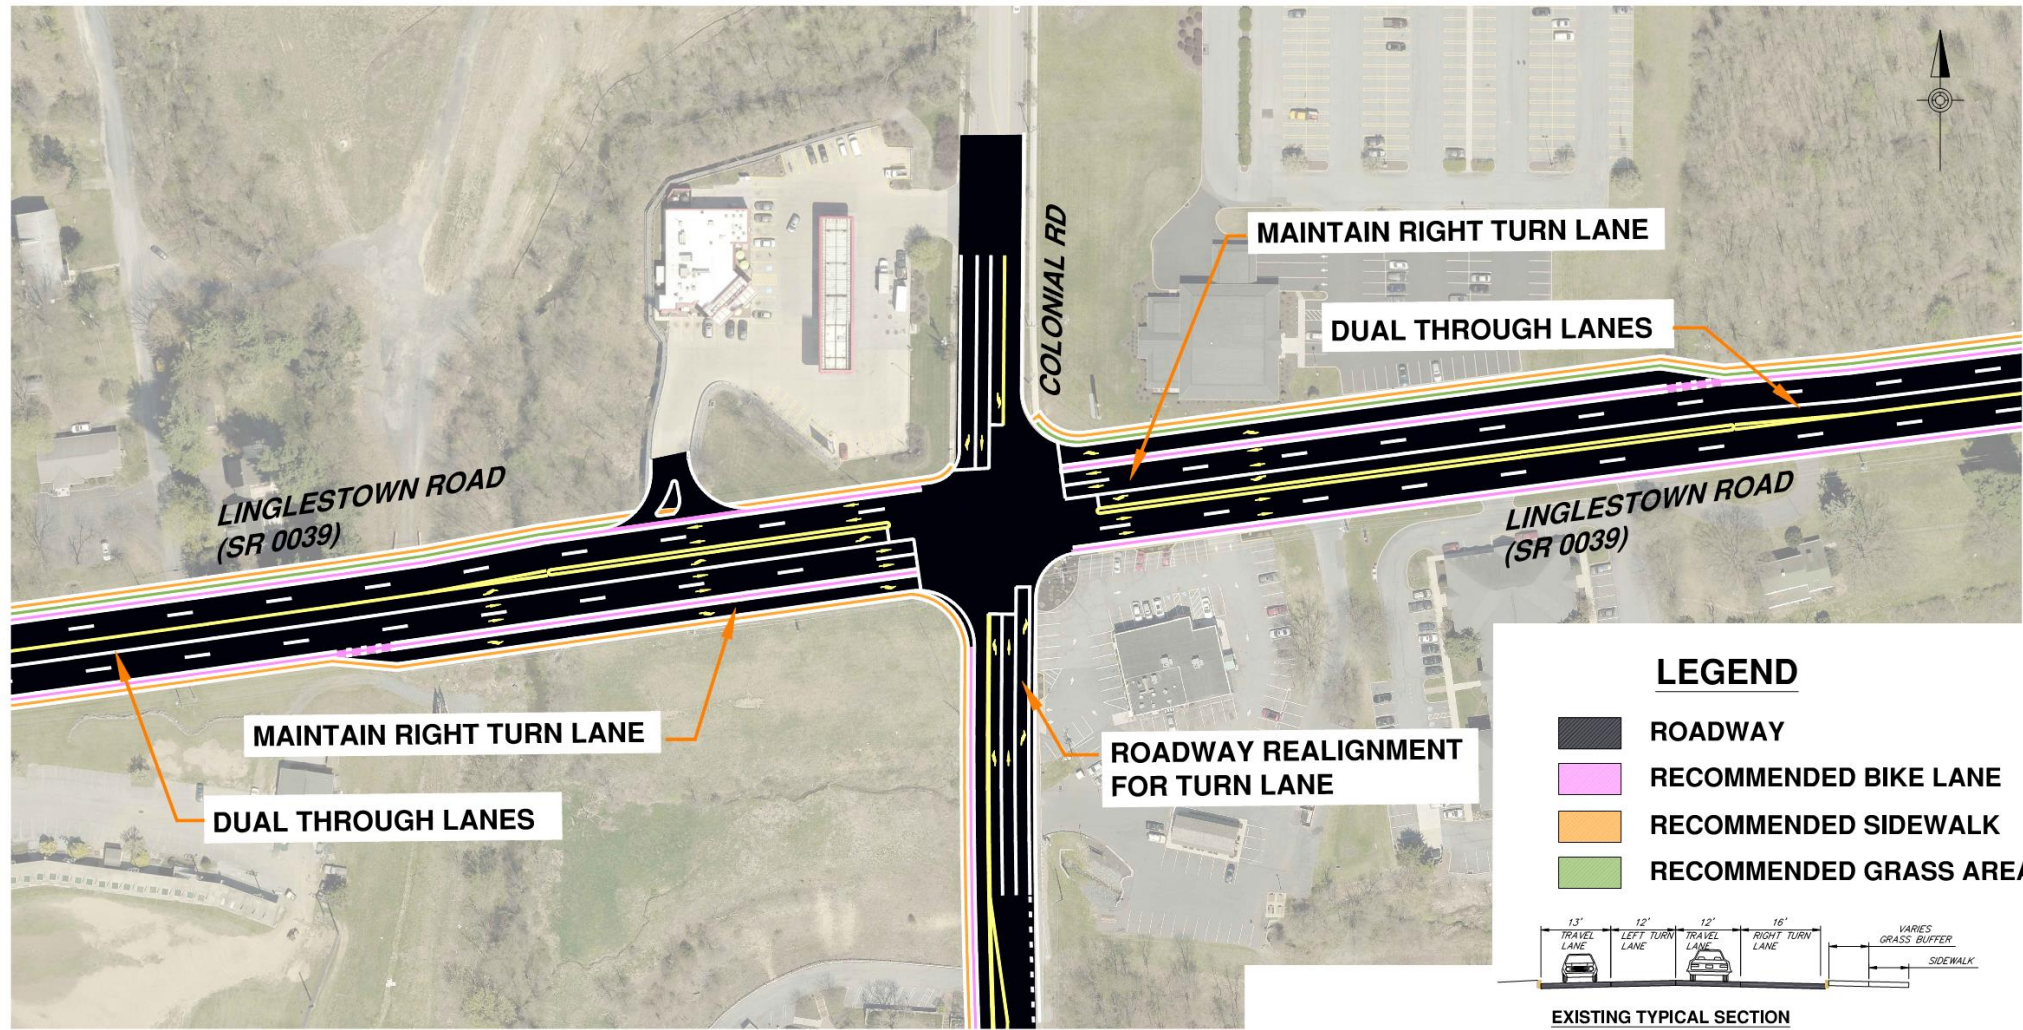 COLONIAL RD
MAINTAIN RIGHT TURN LANE
DUAL THROUGH LANES
LINGLESTOWN ROAD
(SR 0039)
LINGLESTOWN ROAD
(SR 0039)
MAINTAIN RIGHT TURN LANE
DUAL THROUGH LANES
ROADWAY REALIGNMENT
FOR TURN LANE
LEGEND
ROADWAY
RECOMMENDED BIKE LANE
RECOMMENDED SIDEWALK
RECOMMENDED GRASS AREA
13' 12' 12' 16'
TRAVEL LEFT TURN TRAVEL RIGHT TURN
LANE LANE LANE LANE
VARIES
GRASS BUFFER
SIDEWALK
EXISTING TYPICAL SECTION